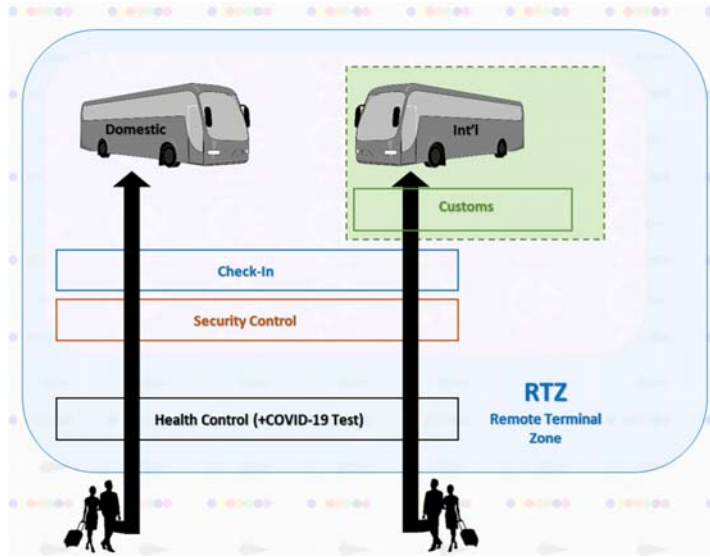 Domestic
Int'l
Customs
Check-In
Security Control
Health Control (+COVID-19 Test)
RTZ
Remote Terminal
Zone